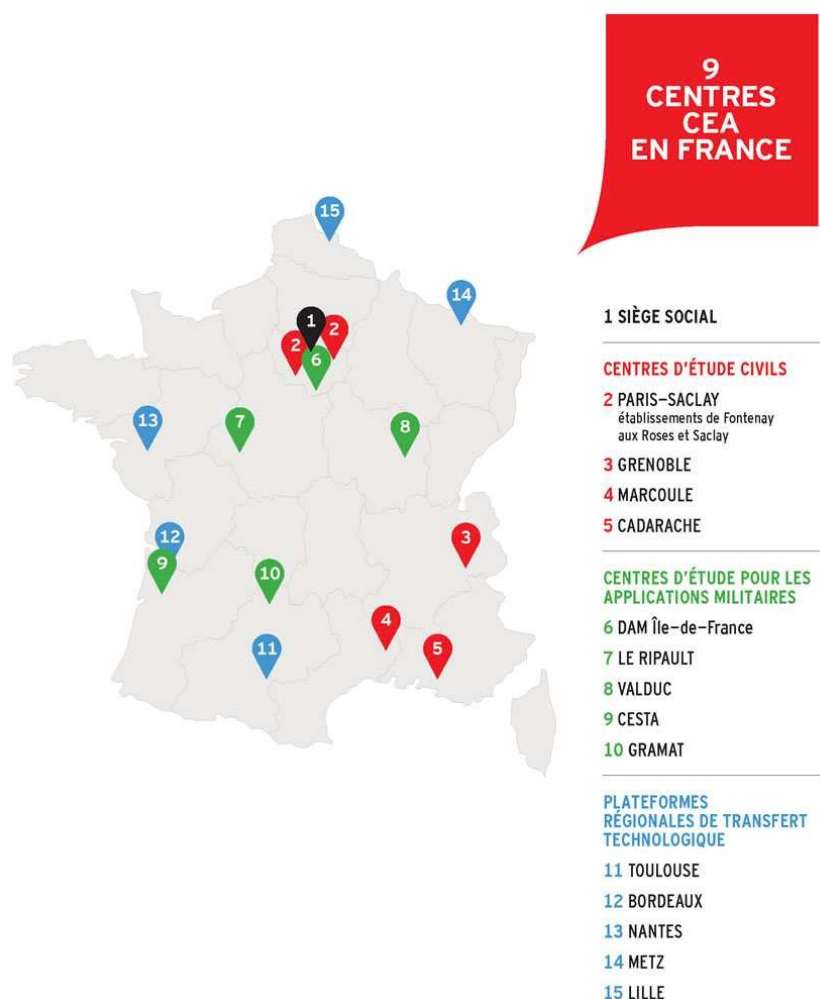 9
CENTRES
CEA
EN FRANCE
15
14
1
2
2
6
13
7
8
12
9
3
10
4
11
5
1 SIÈGE SOCIAL
CENTRES D'ÉTUDE CIVILS
2 PARIS–SACLAY
établissements de Fontenay
aux Roses et Saclay
3 GRENOBLE
4 MARCOULE
5 CADARACHE
CENTRES D'ÉTUDE POUR LES
APPLICATIONS MILITAIRES
6 DAM Île–de–France
7 LE RIPAULT
8 VALDUC
9 CESTA
10 GRAMAT
PLATEFORMES
RÉGIONALES DE TRANSFERT
TECHNOLOGIQUE
11 TOULOUSE
12 BORDEAUX
13 NANTES
14 METZ
15 LILLE